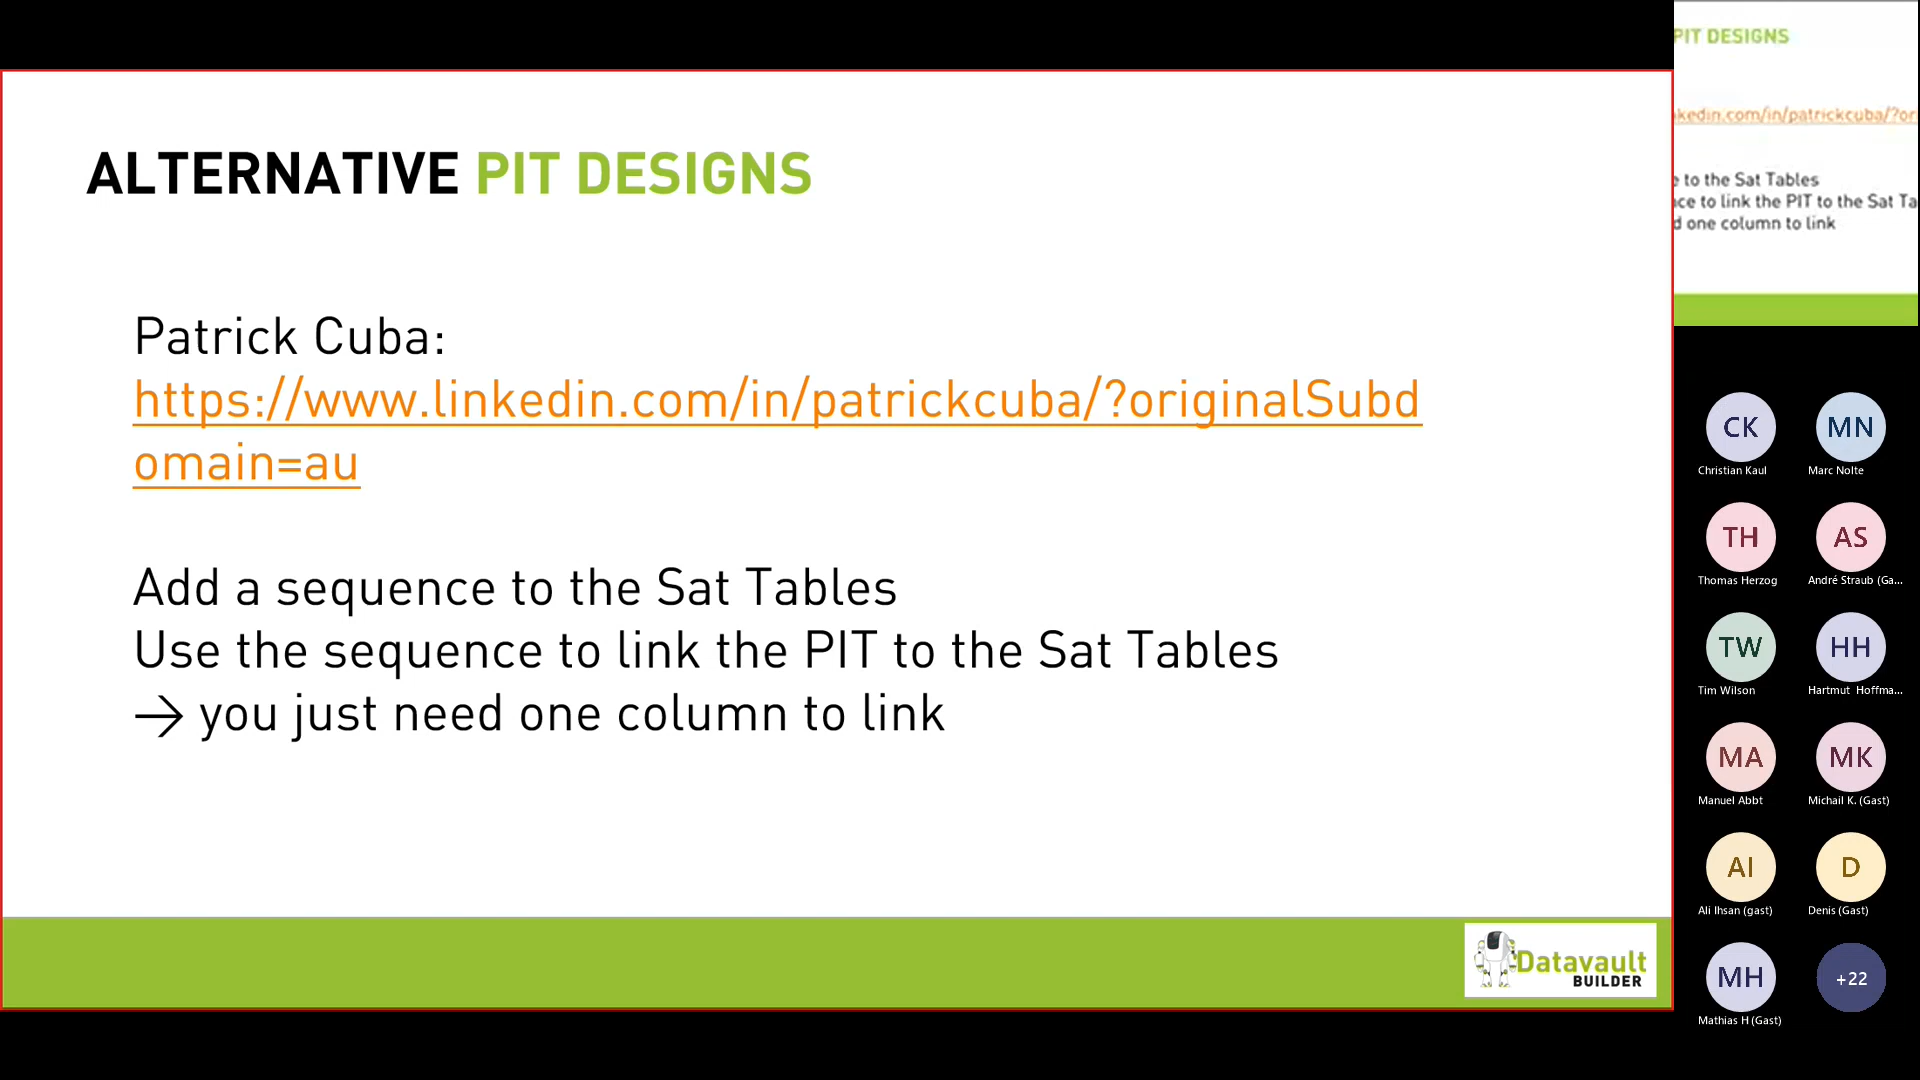 ALTERNATIVE PIT DESIGNS
Patrick Cuba:
https://www.linkedin.com/in/patrickcuba/?originalSubd
omain=au
Add a sequence to the Sat Tables
Use the sequence to link the PIT to the Sat Tables
→ you just need one column to link
Datavault
BUILDER
PIT DESIGNS
kedin.com/in/patrickcuba/?or
e to the Sat Tables
ce to link the PIT to the Sat Ta
d one column to link
CK MN
Christian Kaul Marc Nolte
TH AS
Thomas Herzog André Straub (Ga...
TW HH
Tim Wilson Hartmut Hoffma...
MA MK
Manuel Abbt Michail K. (Gast)
AI D
Ali Ihsan (gast) Denis (Gast)
MH +22
Mathias H (Gast)